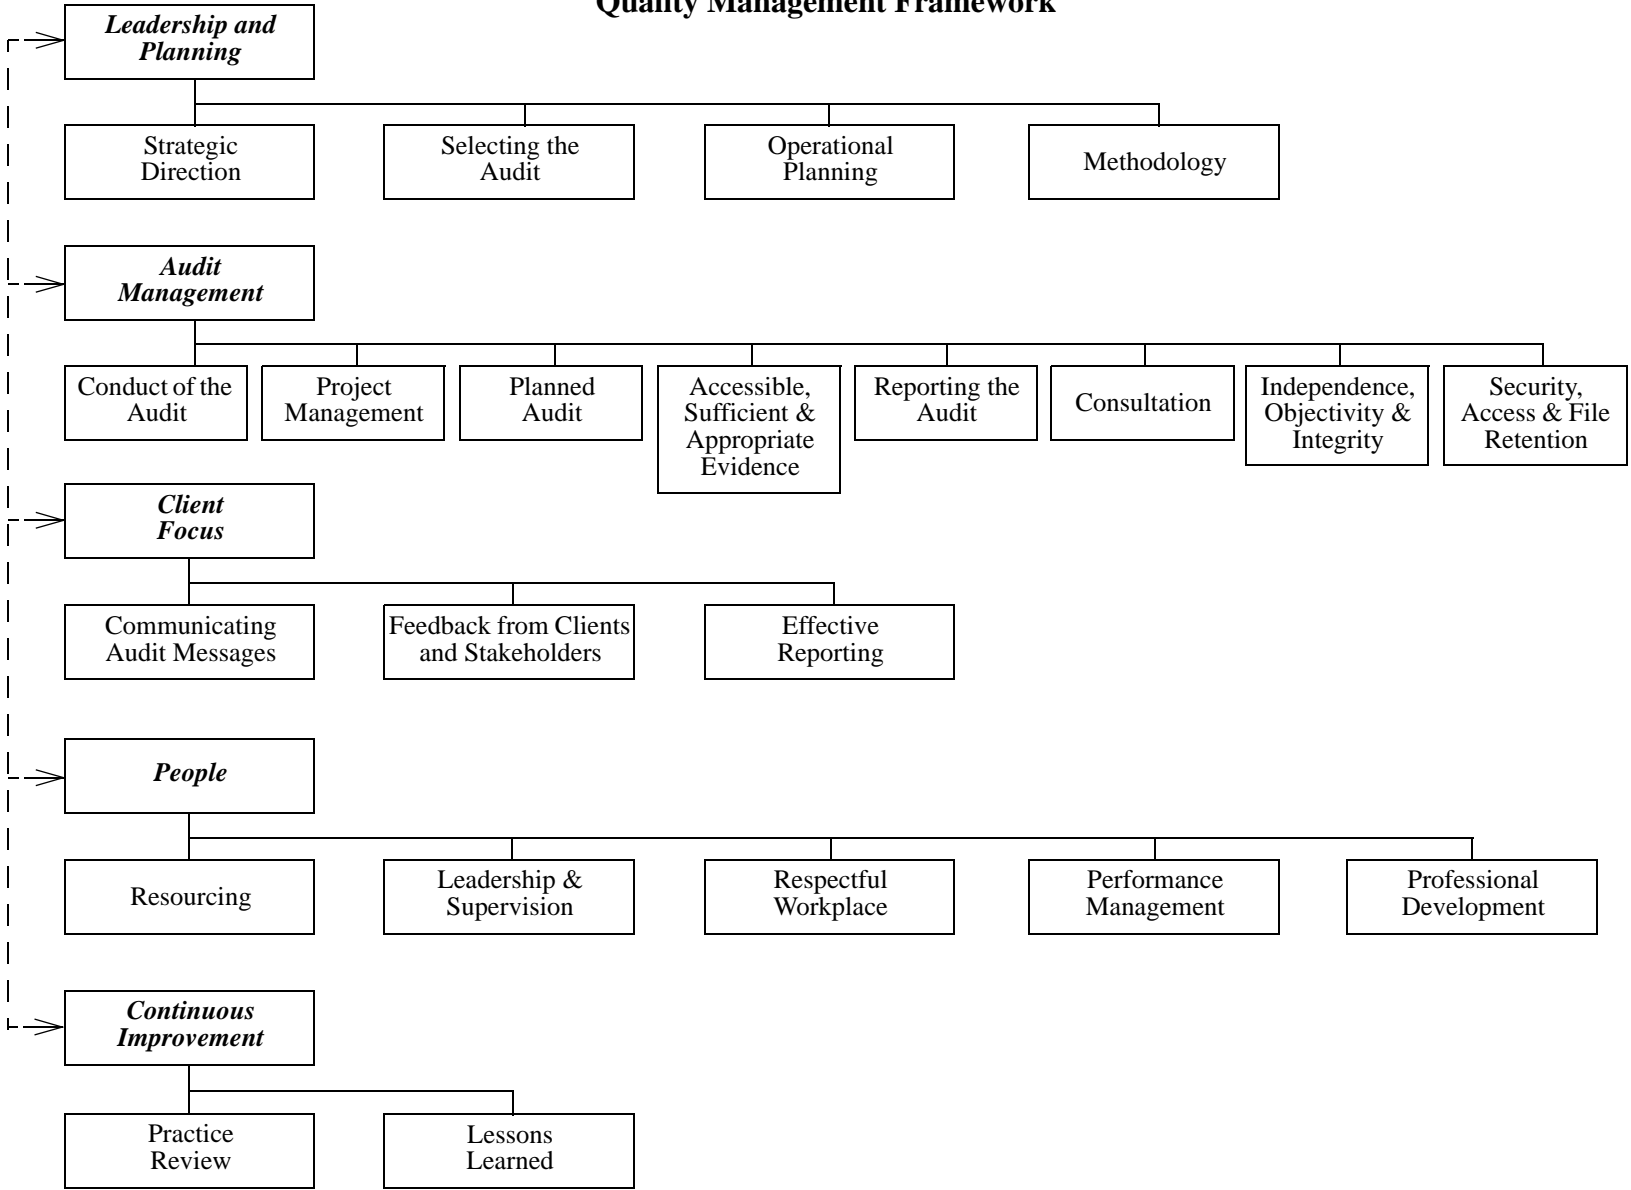 Quality Management Framework
Leadership and
Planning
Strategic
Direction
Selecting the
Audit
Operational
Planning
Methodology
Audit
Management
Conduct of the
Audit
Project
Management
Planned
Audit
Accessible,
Sufficient &
Appropriate
Evidence
Reporting the
Audit
Consultation
Independence,
Objectivity &
Integrity
Security,
Access & File
Retention
Client
Focus
Communicating
Audit Messages
Feedback from Clients
and Stakeholders
Effective
Reporting
People
Resourcing
Leadership &
Supervision
Respectful
Workplace
Performance
Management
Professional
Development
Continuous
Improvement
Practice
Review
Lessons
Learned